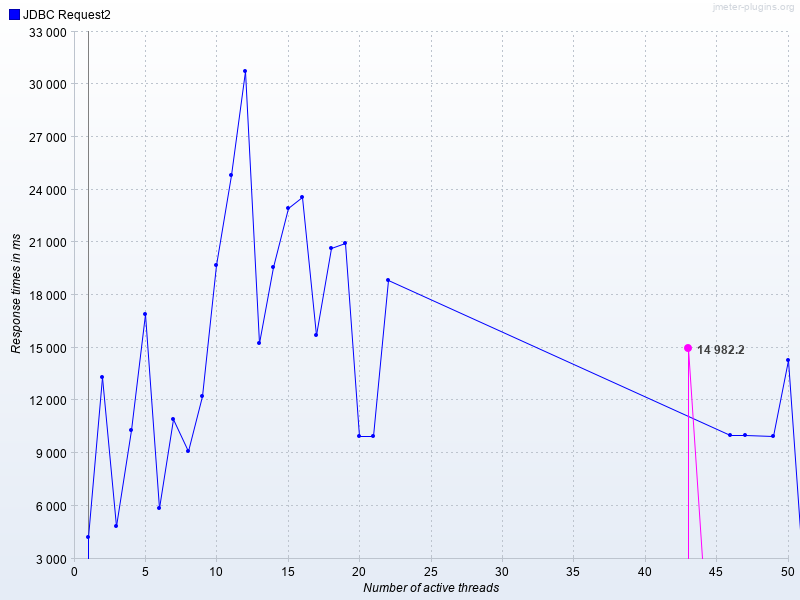 jmeter-plugins.org
JDBC Request2
33 000
30 000
27 000
24 000
21 000
18 000
15 000
12 000
9 000
6 000
3 000
Response times in ms
14 982.2
0 5 10 15 20 25 30 35 40 45 50
Number of active threads